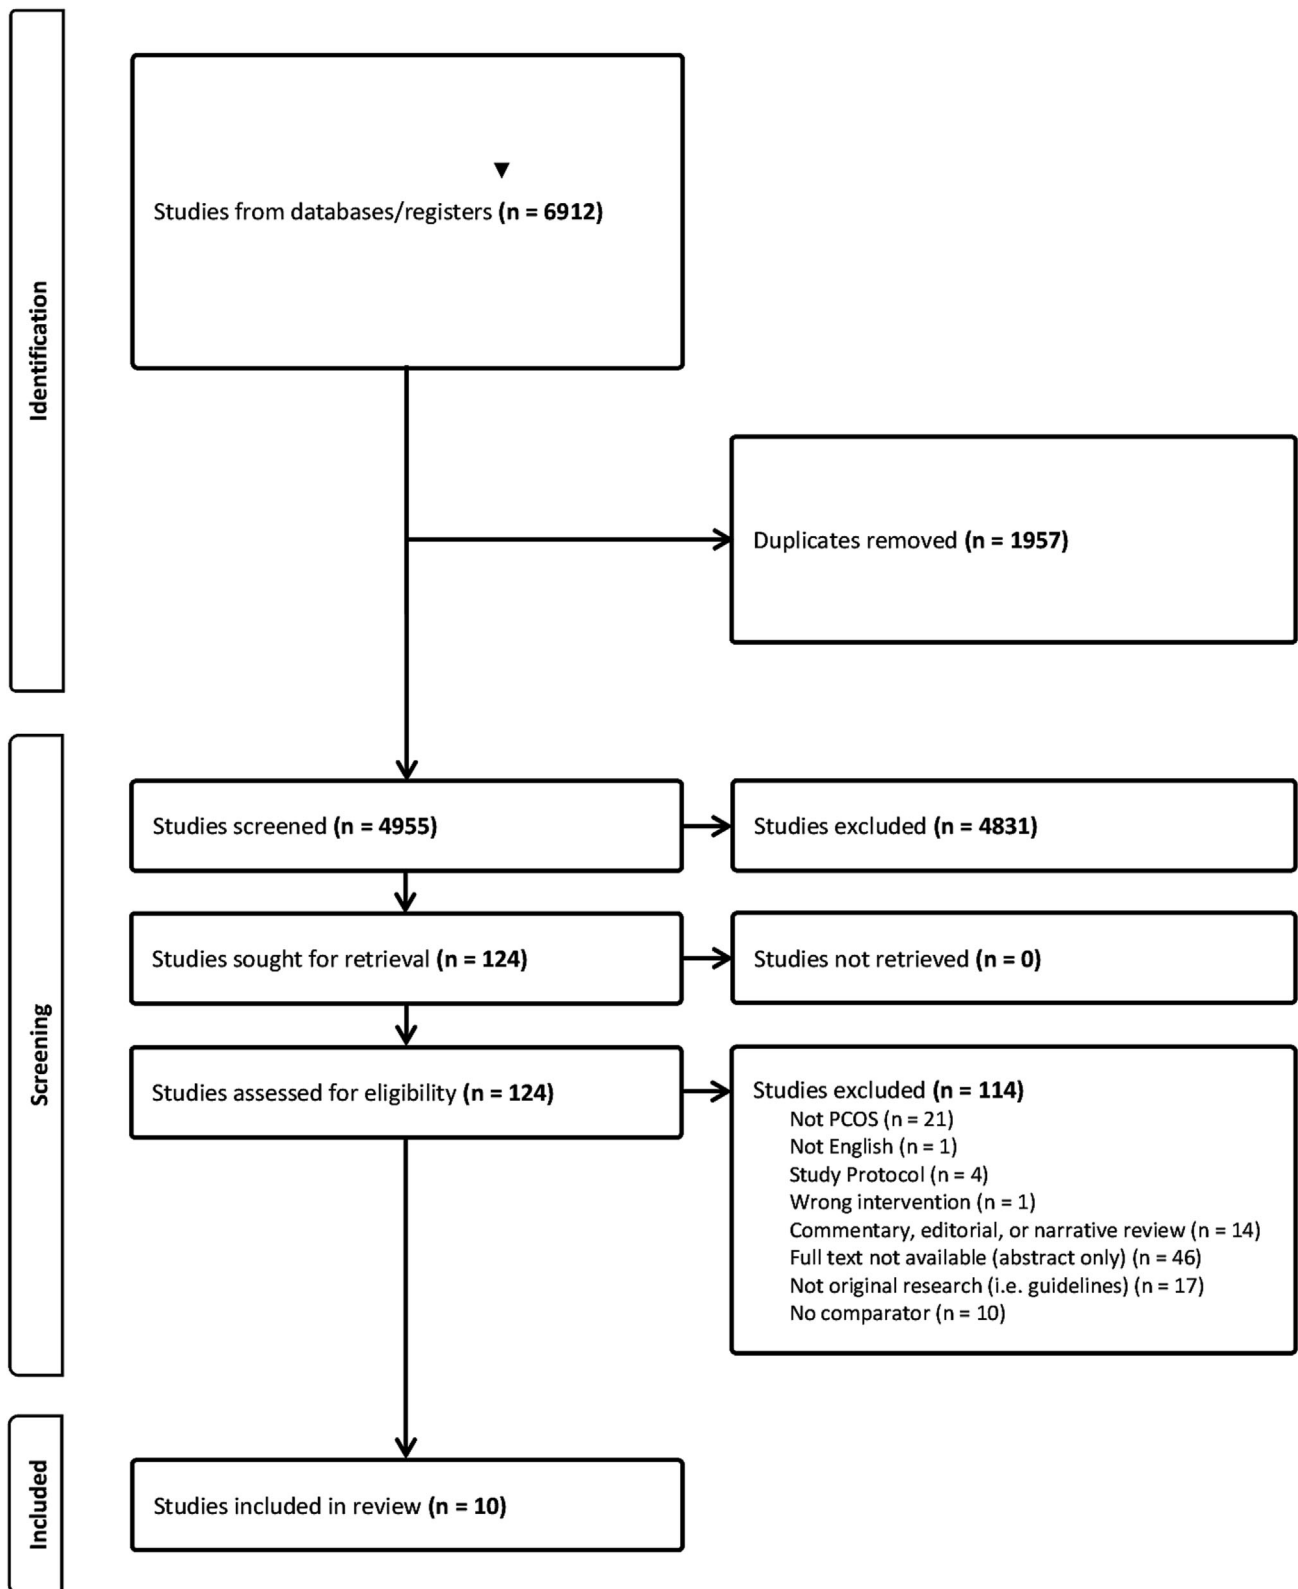 Identification
Studies from databases/registers (n = 6912)
Duplicates removed (n = 1957)
Screening
Studies screened (n = 4955)
Studies excluded (n = 4831)
Studies sought for retrieval (n = 124)
Studies not retrieved (n = 0)
Studies assessed for eligibility (n = 124)
Studies excluded (n = 114)
Not PCOS (n = 21)
Not English (n = 1)
Study Protocol (n = 4)
Wrong intervention (n = 1)
Commentary, editorial, or narrative review (n = 14)
Full text not available (abstract only) (n = 46)
Not original research (i.e. guidelines) (n = 17)
No comparator (n = 10)
Included
Studies included in review (n = 10)